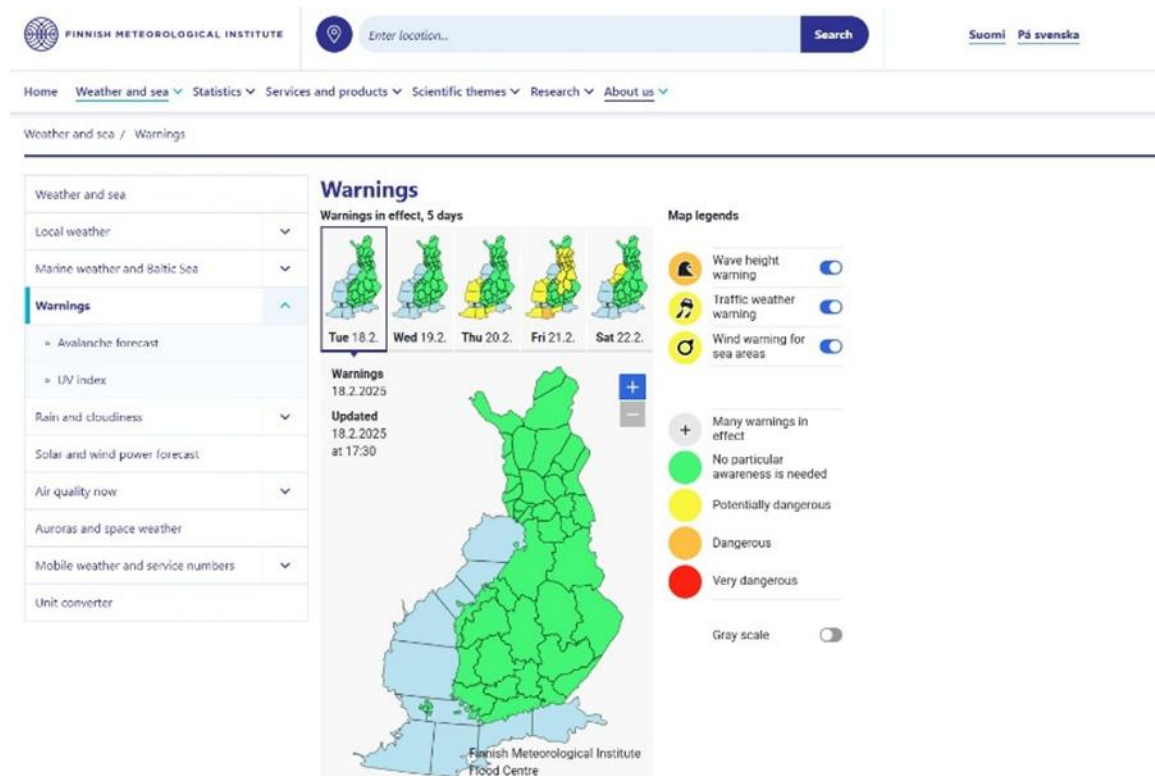 FINNISH METEOROLOGICAL INSTITUTE
Enter location...
Search
Suomi På svenska
Home Weather and sea Statistics Services and products Scientific themes Research About us
Weather and sea / Warnings
Weather and sea
Local weather
Marine weather and Baltic Sea
Warnings
» Avalanche forecast
» UV index
Rain and cloudiness
Solar and wind power forecast
Air quality now
Auroras and space weather
Mobile weather and service numbers
Unit converter
Warnings
Warnings in effect, 5 days
Tue 18.2. Wed 19.2. Thu 20.2. Fri 21.2. Sat 22.2.
Warnings
18.2.2025
Updated
18.2.2025
at 17:30
+
−
Finnish Meteorological Institute
Flood Centre
Map legends
Wave height
warning
Traffic weather
warning
Wind warning for
sea areas
+ Many warnings in
effect
No particular
awareness is needed
Potentially dangerous
Dangerous
Very dangerous
Gray scale